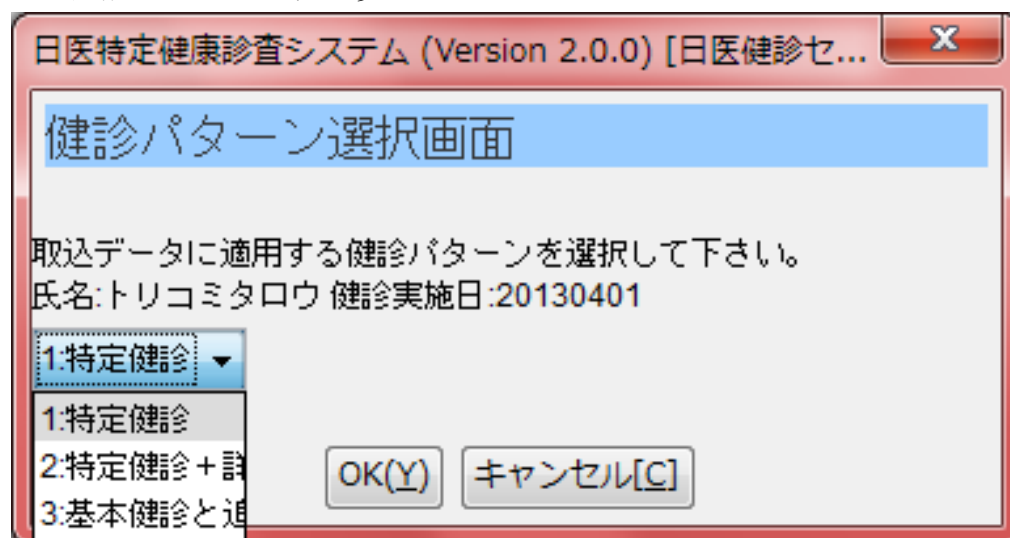 日医特定健康診査システム (Version 2.0.0) [日医健診セ...
健診パターン選択画面
取込データに適用する健診パターンを選択して下さい。
氏名:トリコミタロウ 健診実施日:20130401
1:特定健診
1:特定健診
2:特定健診+詳
3:基本健診と追
OK(Y) キャンセル[C]